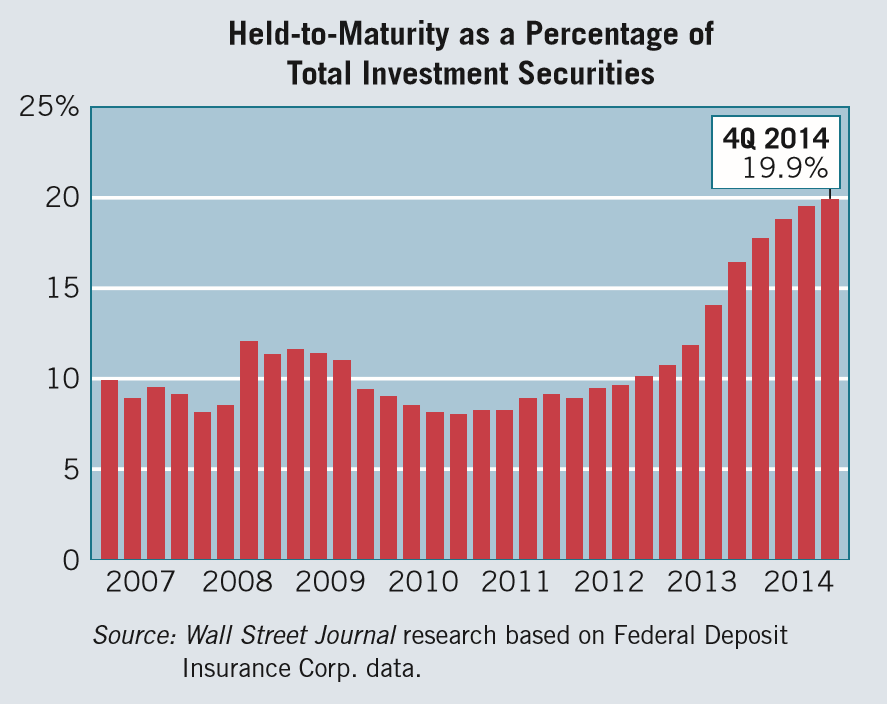 Held-to-Maturity as a Percentage of
Total Investment Securities
25%
4Q 2014
19.9%
20
15
10
5
0
2007 2008 2009 2010 2011 2012 2013 2014
Source: Wall Street Journal research based on Federal Deposit
Insurance Corp. data.